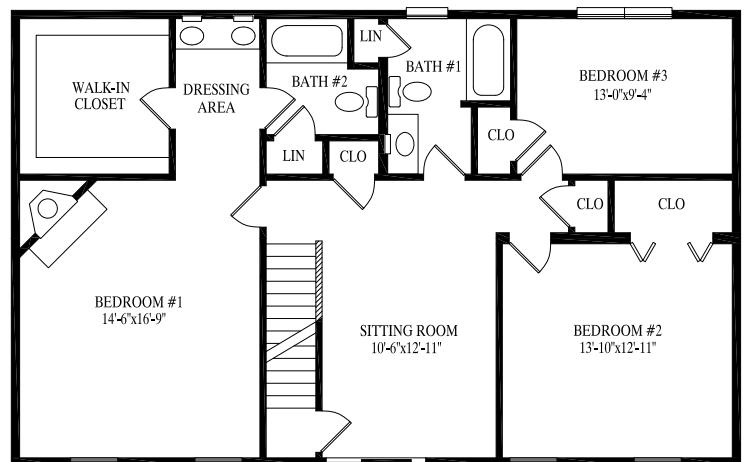 LIN
WALK-IN
CLOSET
DRESSING
AREA
BATH #2
BATH #1
BEDROOM #3
13'-0"x9'-4"
LIN
CLO
CLO
CLO
CLO
BEDROOM #1
14'-6"x16'-9"
SITTING ROOM
10'-6"x12'-11"
BEDROOM #2
13'-10"x12'-11"